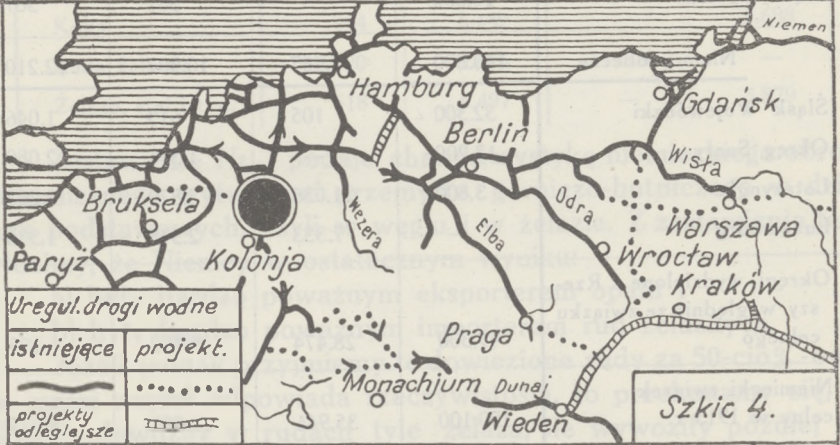 Niemen
Hamburg
Gdańsk
Berlin
Wisła
Bruksela
Wezera
Elba
Odra
Warszawa
Paryż
Kolonja
Wrocław
Kraków
Uregul. drogi wodne
istniejące projekt.
Praga
Monachjum
Dunaj
Wiedeń
projekty
odleglejsze
Szkic 4.